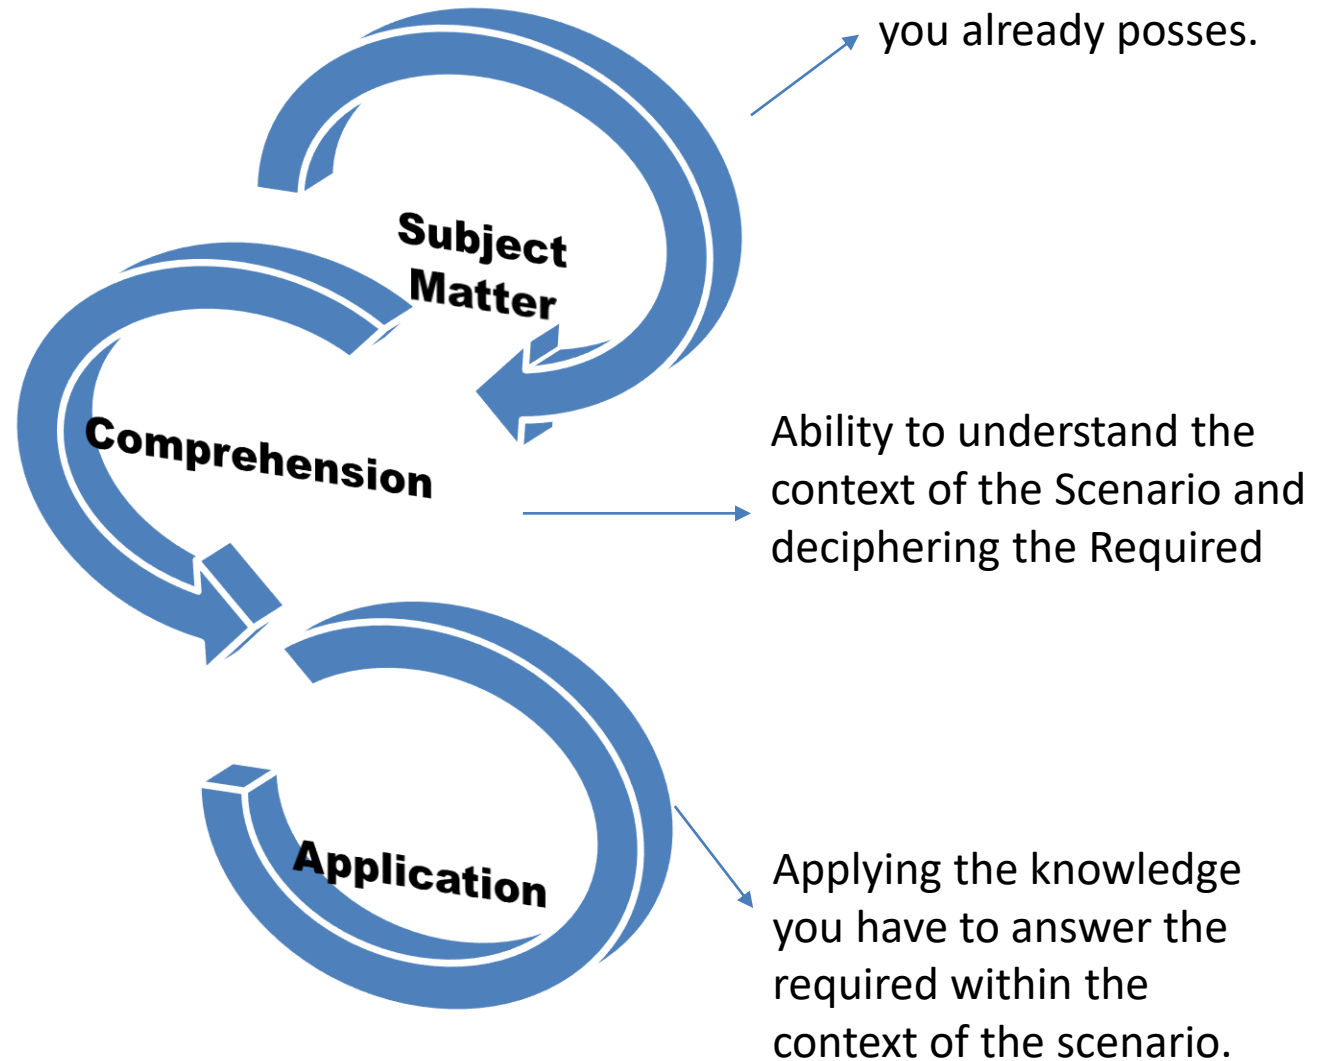 you already posses.
Subject
Matter
Comprehension
Ability to understand the
context of the Scenario and
deciphering the Required
Application
Applying the knowledge
you have to answer the
required within the
context of the scenario.